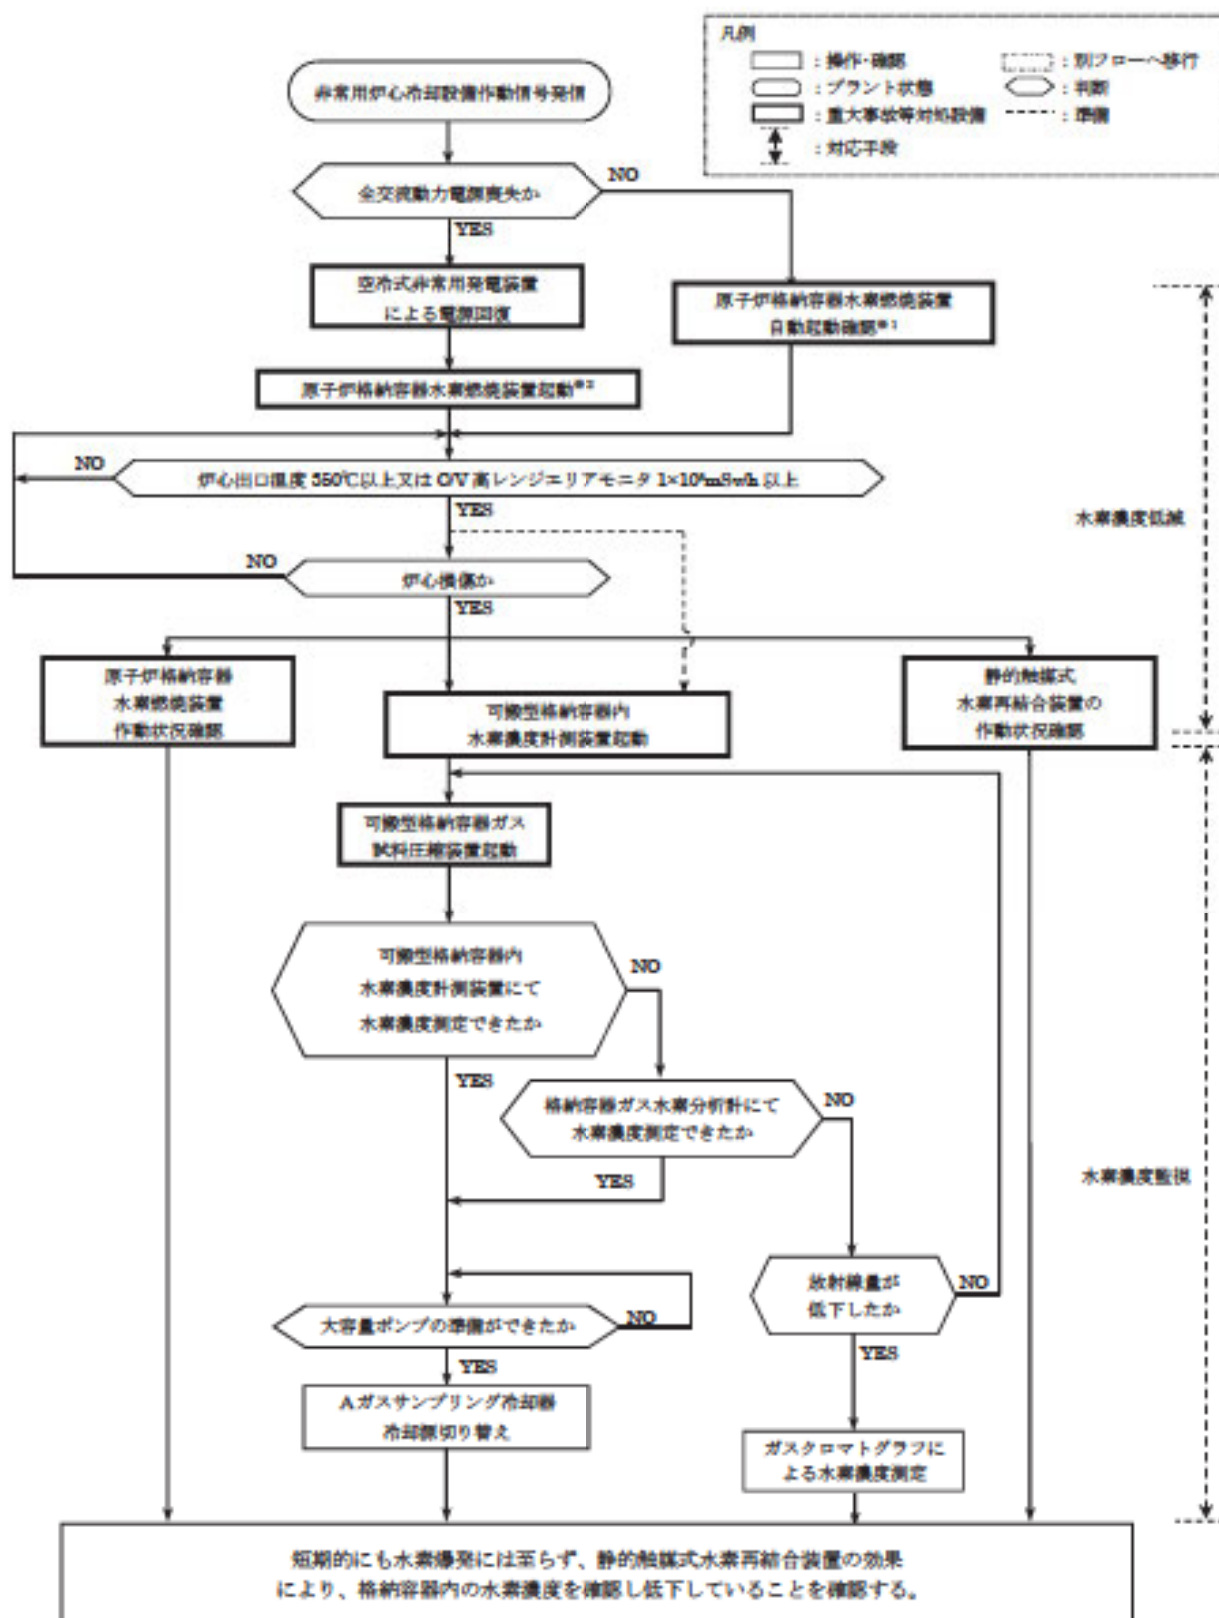 凡例
：操作・確認
：別フローへ移行
：プラント状態
：判断
：重大事故等対処設備
：準備
：対応手段
非常用炉心冷却設備作動信号発信
全交流動力電源喪失か
NO
YES
空冷式非常用発電装置
による電源回復
原子炉格納容器水素燃焼装置
自動起動確認※1
原子炉格納容器水素燃焼装置起動※2
NO
炉心出口温度 350℃以上又は C/V 高レンジエリアモニタ 以上
YES
水素濃度低減
NO
炉心損傷か
YES
原子炉格納容器
水素燃焼装置
作動状況確認
可搬型格納容器内
水素濃度計測装置起動
静的触媒式
水素再結合装置の
作動状況確認
可搬型格納容器ガス
試料圧縮装置起動
可搬型格納容器内
水素濃度計測装置にて
水素濃度測定できたか
NO
YES
格納容器ガス水素分析計にて
水素濃度測定できたか
NO
YES
水素濃度監視
放射線量が
低下したか
NO
YES
大容量ポンプの準備ができたか
NO
YES
Aガスサンプリング冷却器
冷却源切り替え
ガスクロマトグラフに
よる水素濃度測定
短期的にも水素爆発には至らず、静的触媒式水素再結合装置の効果
により、格納容器内の水素濃度を確認し低下していることを確認する。